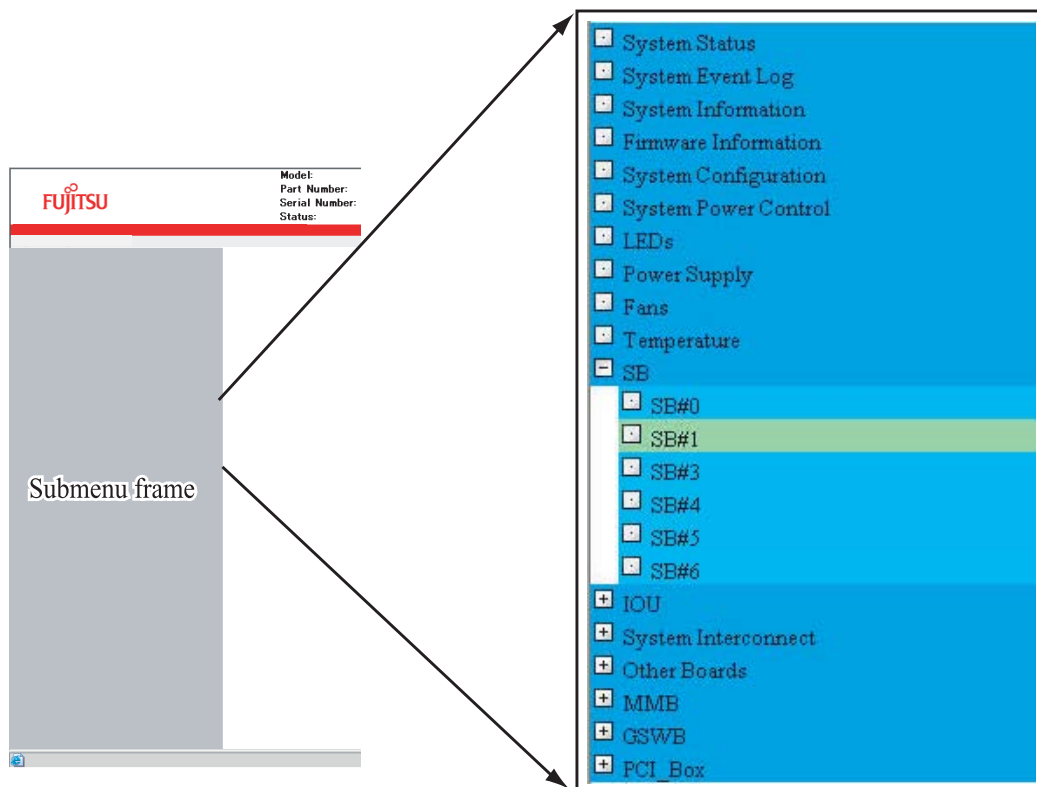 FUJITSU
Model:
Part Number:
Serial Number:
Status:
Submenu frame
System Status
System Event Log
System Information
Firmware Information
System Configuration
System Power Control
LEDs
Power Supply
Fans
Temperature
SB
SB#0
SB#1
SB#3
SB#4
SB#5
SB#6
IOU
System Interconnect
Other Boards
MMB
GSWB
PCI_Box